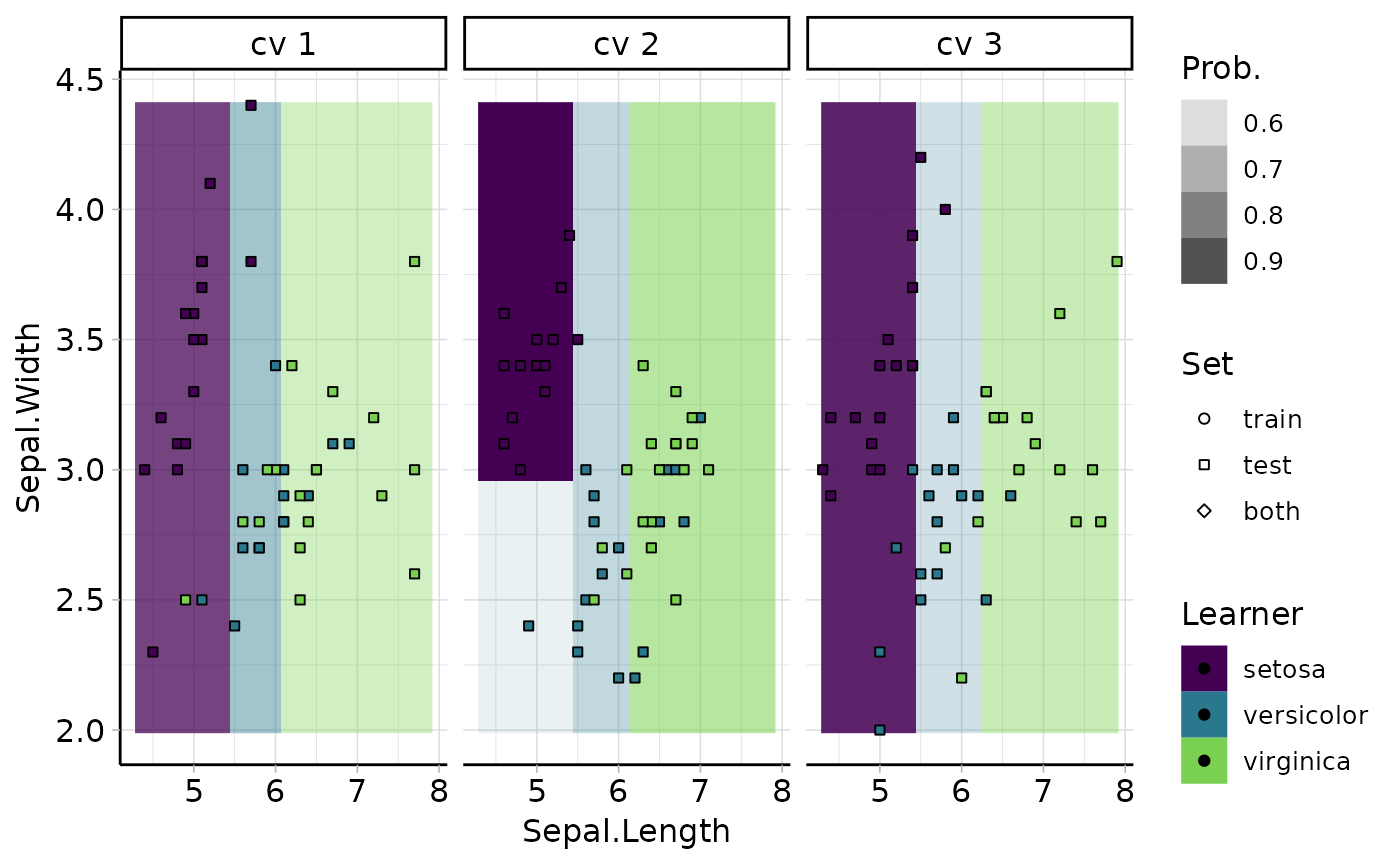 cv 1 cv 2 cv 3
4.5
4.0
3.5
3.0
2.5
2.0
Sepal.Width
5 6 7 8 5 6 7 8 5 6 7 8
Sepal.Length
Prob.
0.6
0.7
0.8
0.9
Set
train
test
both
Learner
setosa
versicolor
virginica